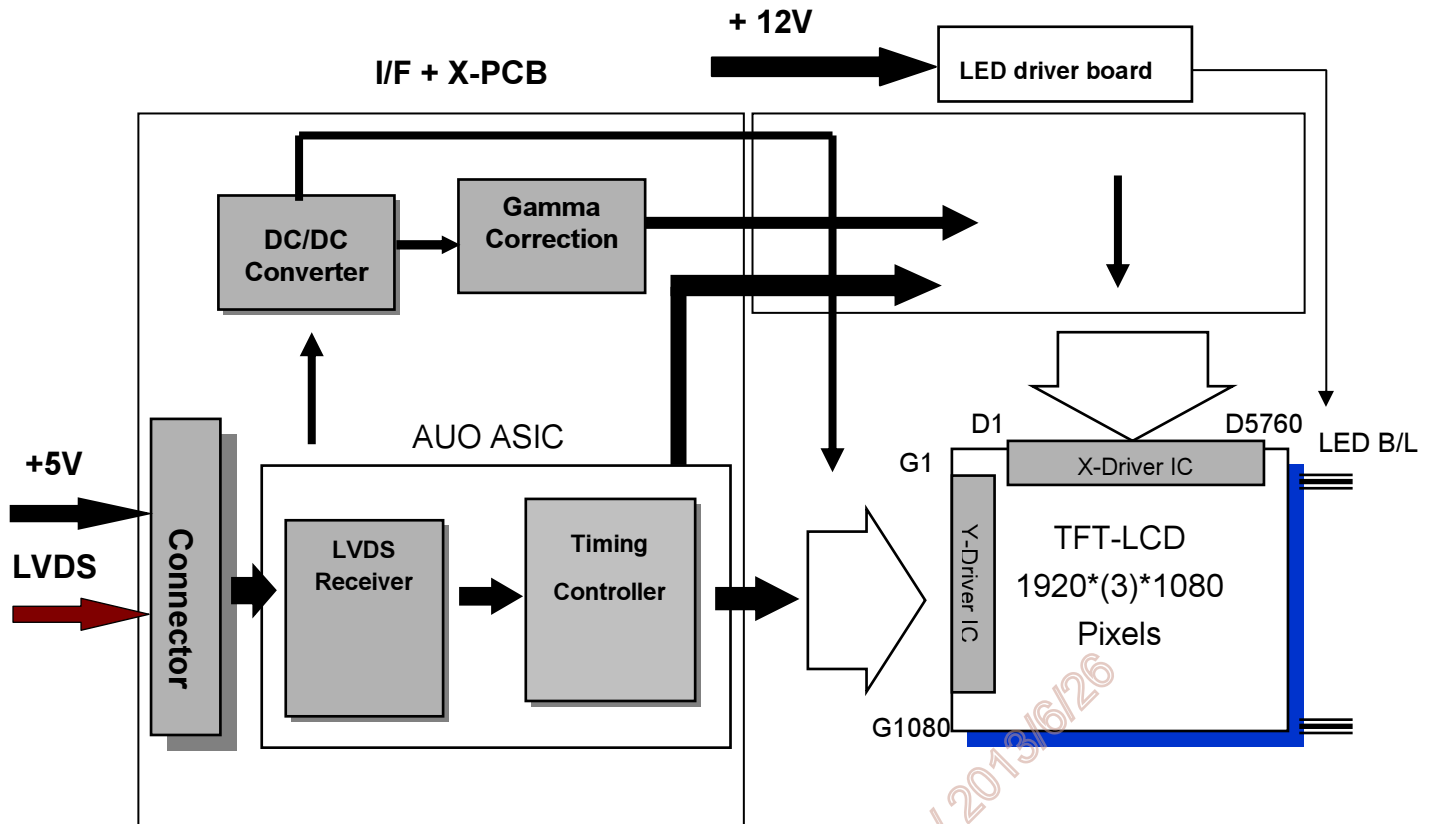 + 12V
I/F + X-PCB
LED driver board
DC/DC
Converter
Gamma
Correction
AUO ASIC
+5V
LVDS
Connector
LVDS
Receiver
Timing
Controller
D1
D5760
LED B/L
G1
X-Driver IC
Y-Driver IC
TFT-LCD
1920*(3)*1080
Pixels
G1080
/ 2013/6/26